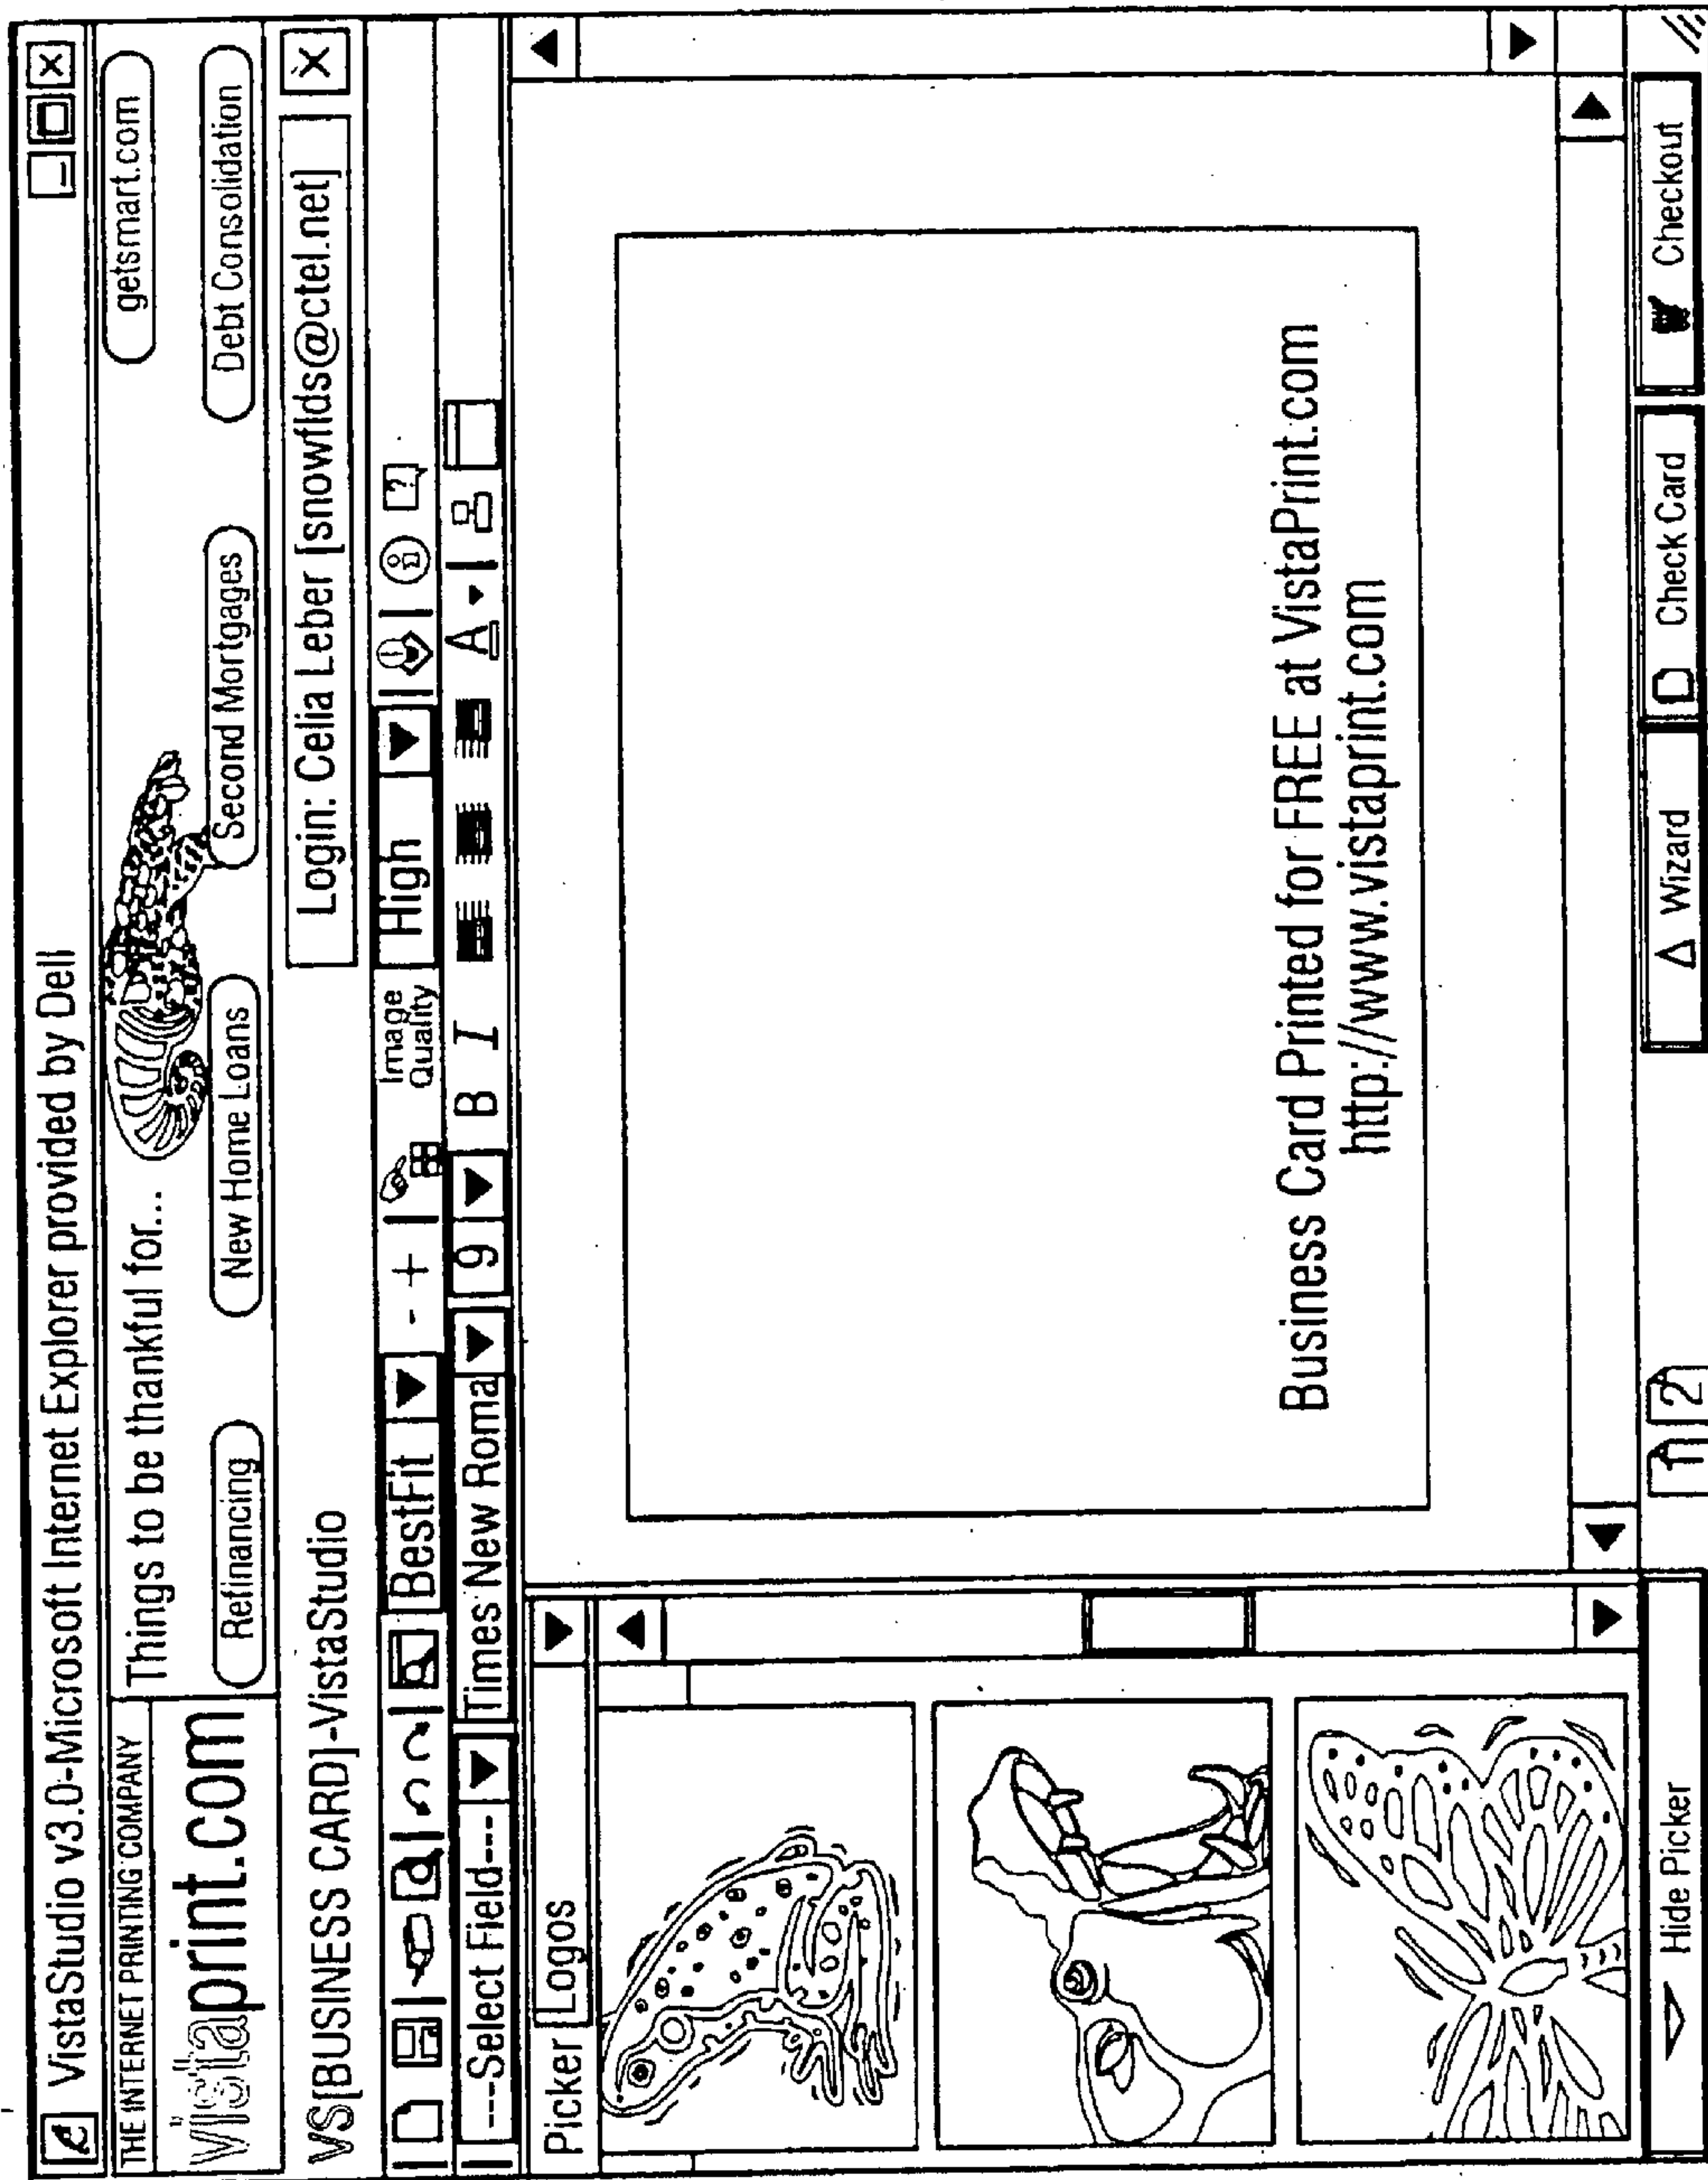 VistaStudio v3.0-Microsoft Internet Explorer provided by Dell
THE INTERNET PRINTING COMPANY
vistaprint.com
Things to be thankful for...
getsmart.com
Refinancing
New Home Loans
Second Mortgages
Debt Consolidation
VS[BUSINESS CARD]-VistaStudio
Login: Celia Leber [snowflds@ctel.net]
BestFit
- +
Image
Quality
High
----Select Field---
Times New Roma
9
B I
A
Picker
Logos
Business Card Printed for FREE at VistaPrint.com
http://www.vistaprint.com
Hide Picker
1 2
Wizard
Check Card
Checkout